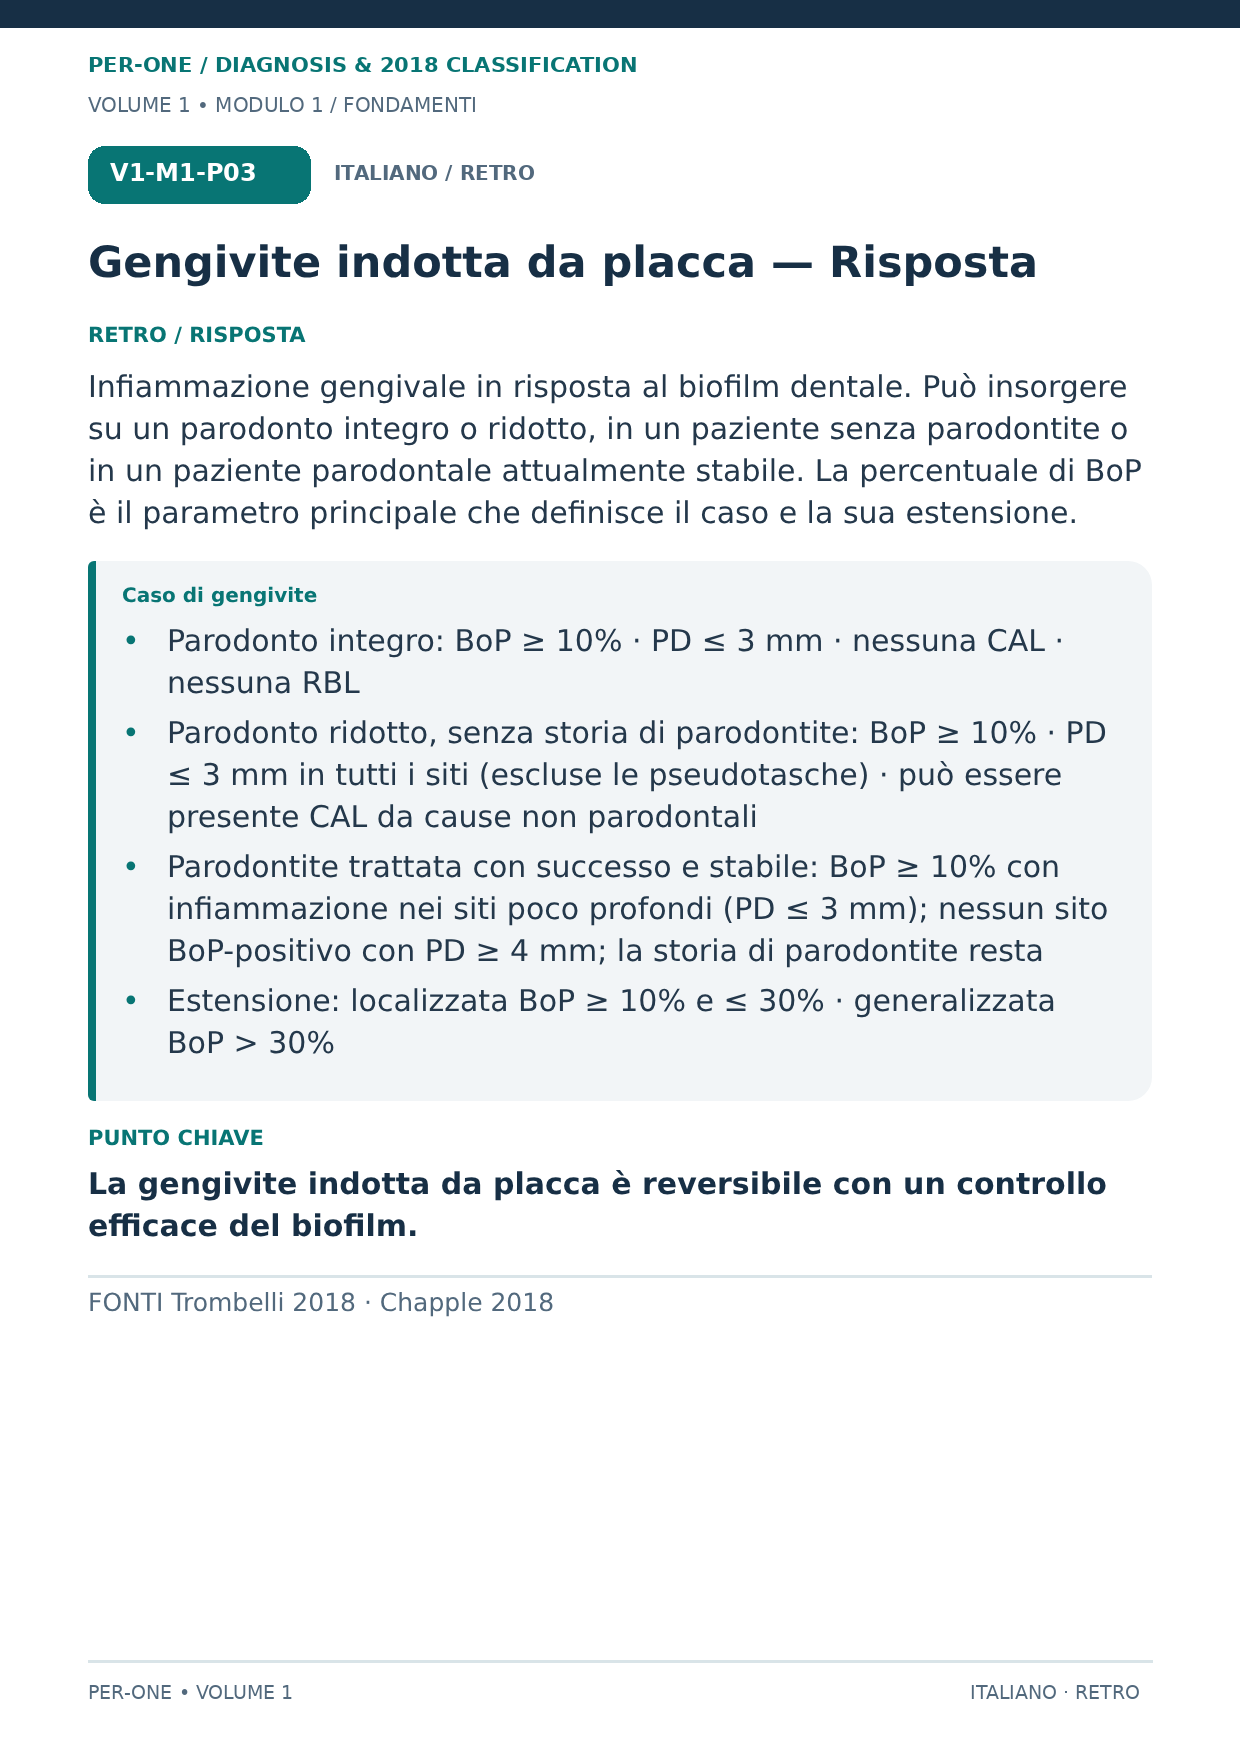 PER-ONE / DIAGNOSIS & 2018 CLASSIFICATION
VOLUME 1 • MODULO 1 / FONDAMENTI
V1-M1-P03
ITALIANO / RETRO
Gengivite indotta da placca — Risposta
RETRO / RISPOSTA
Infiammazione gengivale in risposta al biofilm dentale. Può insorgere
su un parodonto integro o ridotto, in un paziente senza parodontite o
in un paziente parodontale attualmente stabile. La percentuale di BoP
è il parametro principale che definisce il caso e la sua estensione.
Caso di gengivite
• Parodonto integro: BoP ≥ 10% · PD ≤ 3 mm · nessuna CAL ·
nessuna RBL
• Parodonto ridotto, senza storia di parodontite: BoP ≥ 10% · PD
≤ 3 mm in tutti i siti (escluse le pseudotasche) · può essere
presente CAL da cause non parodontali
• Parodontite trattata con successo e stabile: BoP ≥ 10% con
infiammazione nei siti poco profondi (PD ≤ 3 mm); nessun sito
BoP-positivo con PD ≥ 4 mm; la storia di parodontite resta
• Estensione: localizzata BoP ≥ 10% e ≤ 30% · generalizzata
BoP > 30%
PUNTO CHIAVE
La gengivite indotta da placca è reversibile con un controllo
efficace del biofilm.
FONTI Trombelli 2018 · Chapple 2018
PER-ONE • VOLUME 1
ITALIANO · RETRO